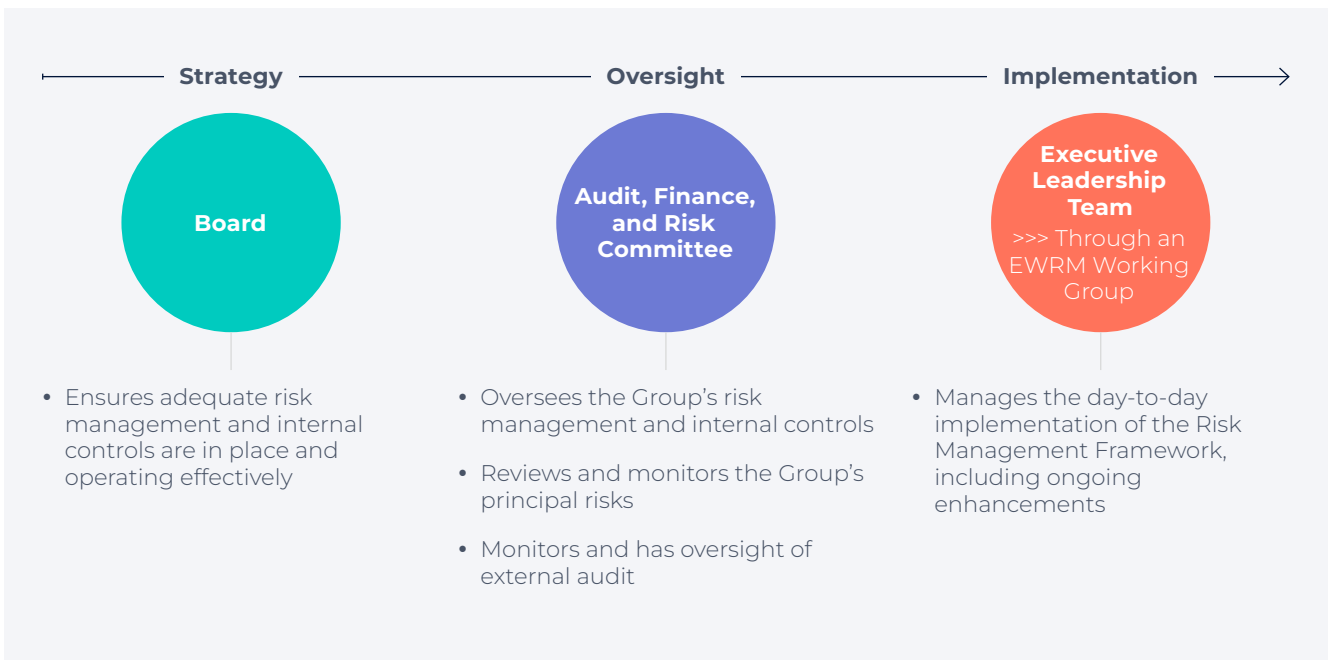 Strategy
Oversight
Implementation
Board
Audit, Finance,
and Risk
Committee
Executive
Leadership
Team
>>> Through an
EWRM Working
Group
• Ensures adequate risk
management and internal
controls are in place and
operating effectively
• Oversees the Group’s risk
management and internal controls
• Reviews and monitors the Group’s
principal risks
• Monitors and has oversight of
external audit
• Manages the day-to-day
implementation of the Risk
Management Framework,
including ongoing
enhancements